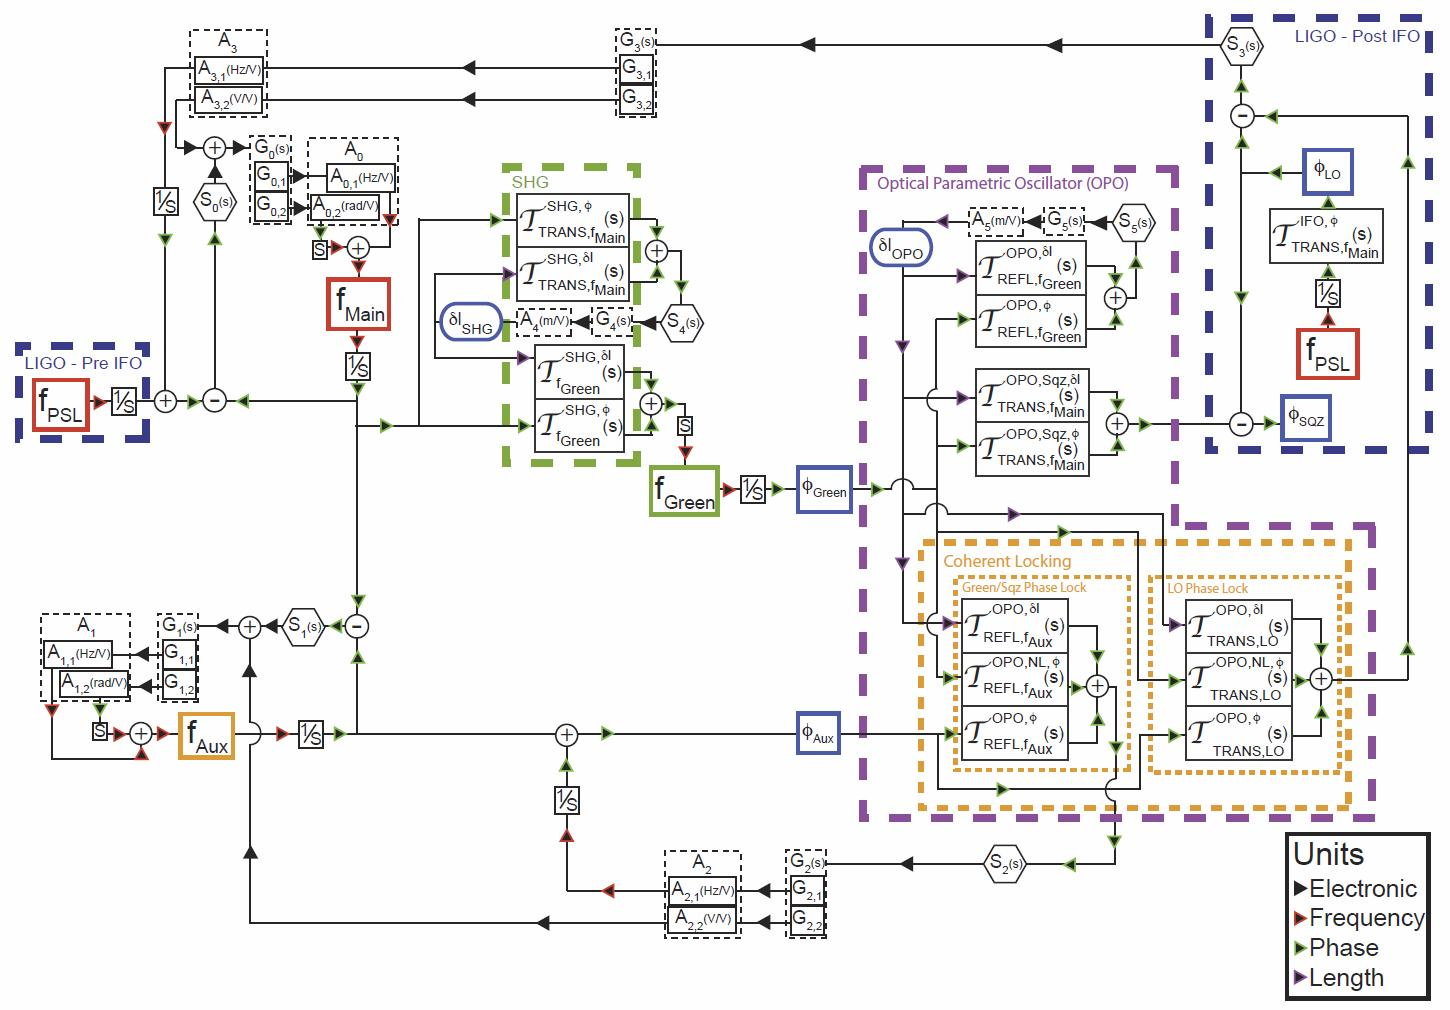 A3
A3,1(Hz/V)
A3,2(V/V)
G3(s)
G3,1
G3,2
S3(s)
LIGO - Post IFO
-
+
S0(s)
G0(s)
G0,1
G0,2
A0
A0,1(Hz/V)
A0,2(rad/V)
S
+
1/S
fMain
1/S
LIGO - Pre IFO
fPSL
1/S
+
-
SHG
T SHG,ϕ TRANS,fMain (s)
T SHG,δl TRANS,fMain (s)
+
δlSHG
A4(m/V)
G4(s)
S4(s)
T SHG,δl fGreen (s)
T SHG,ϕ fGreen (s)
+
S
fGreen
1/S
ϕGreen
Optical Parametric Oscillator (OPO)
δlOPO
A5(m/V)
G5(s)
S5(s)
T OPO,δl REFL,fGreen (s)
T OPO,ϕ REFL,fGreen (s)
+
T OPO,Sqz,δl TRANS,fMain (s)
T OPO,Sqz,ϕ TRANS,fMain (s)
+
ϕLO
T IFO,ϕ TRANS,fMain (s)
1/S
fPSL
-
ϕSQZ
Coherent Locking
Green/Sqz Phase Lock
T OPO,δl REFL,fAux (s)
T OPO,NL,ϕ REFL,fAux (s)
T OPO,ϕ REFL,fAux (s)
+
LO Phase Lock
T OPO,δl TRANS,LO (s)
T OPO,NL,ϕ TRANS,LO (s)
T OPO,ϕ TRANS,LO (s)
+
A1
A1,1(Hz/V)
A1,2(rad/V)
G1(s)
G1,1
G1,2
+
S1(s)
-
S
+
fAux
1/S
+
ϕAux
1/S
A2
A2,1(Hz/V)
A2,2(V/V)
G2(s)
G2,1
G2,2
S2(s)
Units
Electronic
Frequency
Phase
Length